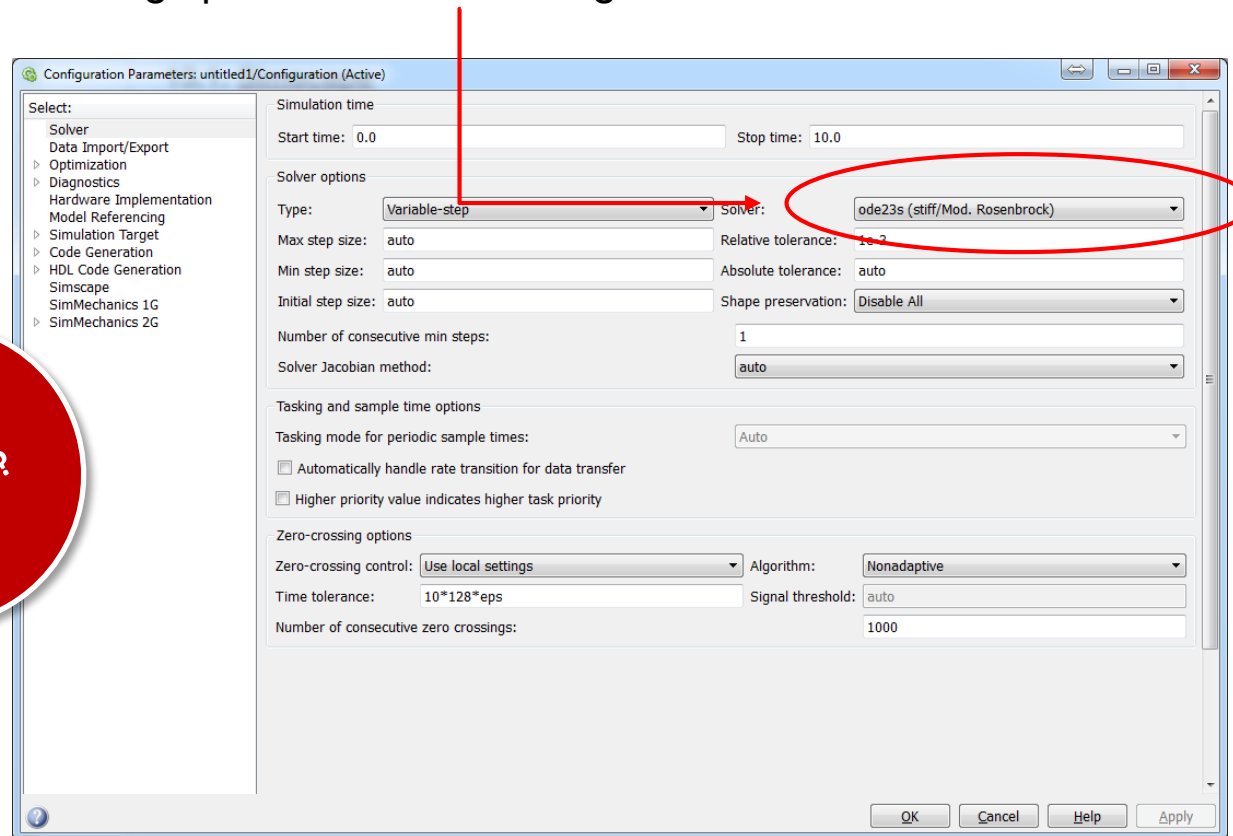 Configuration Parameters: untitled1/Configuration (Active)
Select:
Solver
Data Import/Export
Optimization
Diagnostics
Hardware Implementation
Model Referencing
Simulation Target
Code Generation
HDL Code Generation
Simscape
SimMechanics 1G
SimMechanics 2G
Simulation time
Start time: 0.0 Stop time: 10.0
Solver options
Type: Variable-step Solver: ode23s (stiff/Mod. Rosenbrock)
Max step size: auto Relative tolerance: 1e-3
Min step size: auto Absolute tolerance: auto
Initial step size: auto Shape preservation: Disable All
Number of consecutive min steps: 1
Solver Jacobian method: auto
Tasking and sample time options
Tasking mode for periodic sample times: Auto
Automatically handle rate transition for data transfer
Higher priority value indicates higher task priority
Zero-crossing options
Zero-crossing control: Use local settings Algorithm: Nonadaptive
Time tolerance: 10*128*eps Signal threshold: auto
Number of consecutive zero crossings: 1000
OK Cancel Help Apply